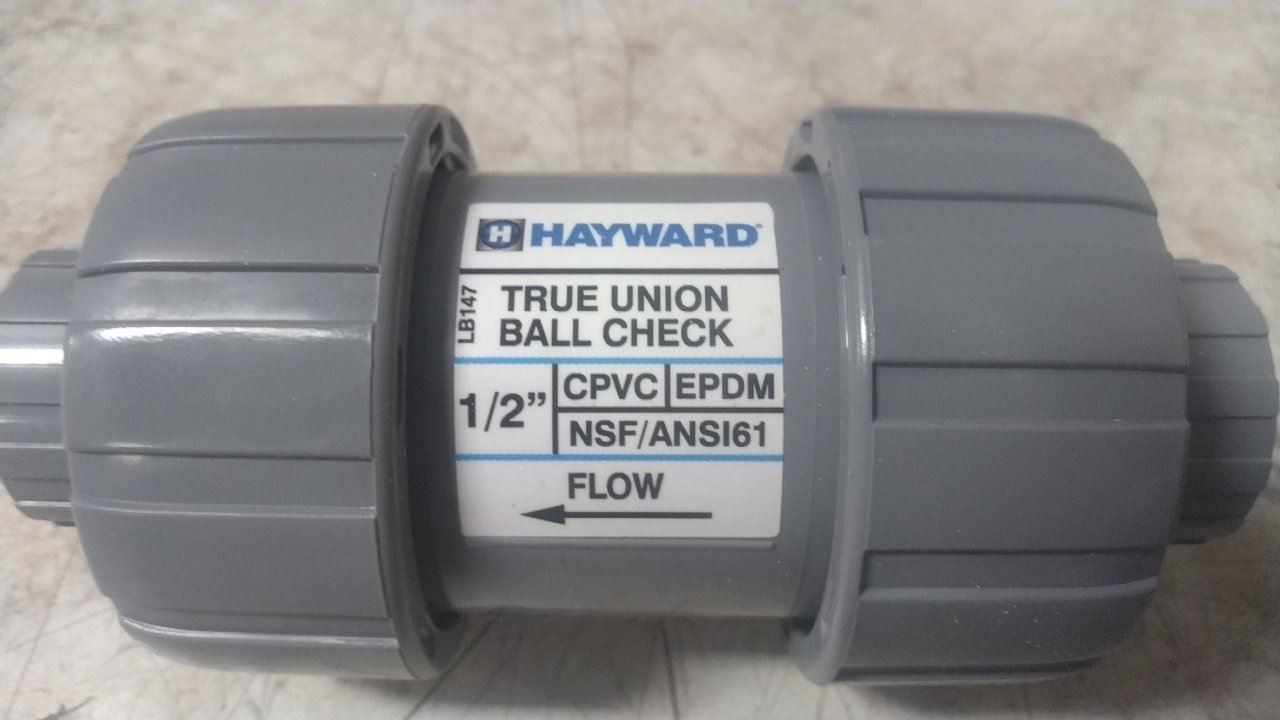 H HAYWARD®
LB147
TRUE UNION
BALL CHECK
1/2”
CPVC EPDM
NSF/ANSI61
FLOW